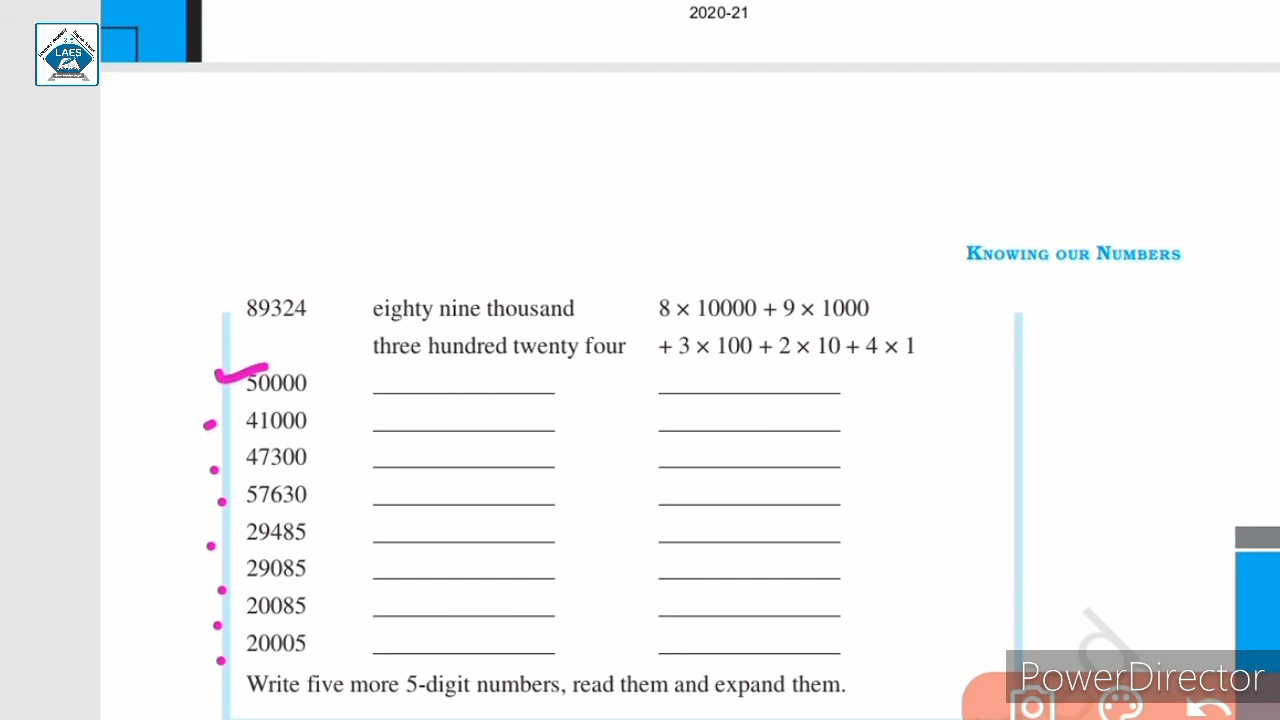 2020-21
LAES
KNOWING OUR NUMBERS
89324 eighty nine thousand 8 × 10000 + 9 × 1000
three hundred twenty four + 3 × 100 + 2 × 10 + 4 × 1
50000
41000
47300
57630
29485
29085
20085
20005
Write five more 5-digit numbers, read them and expand them.
d
PowerDirector